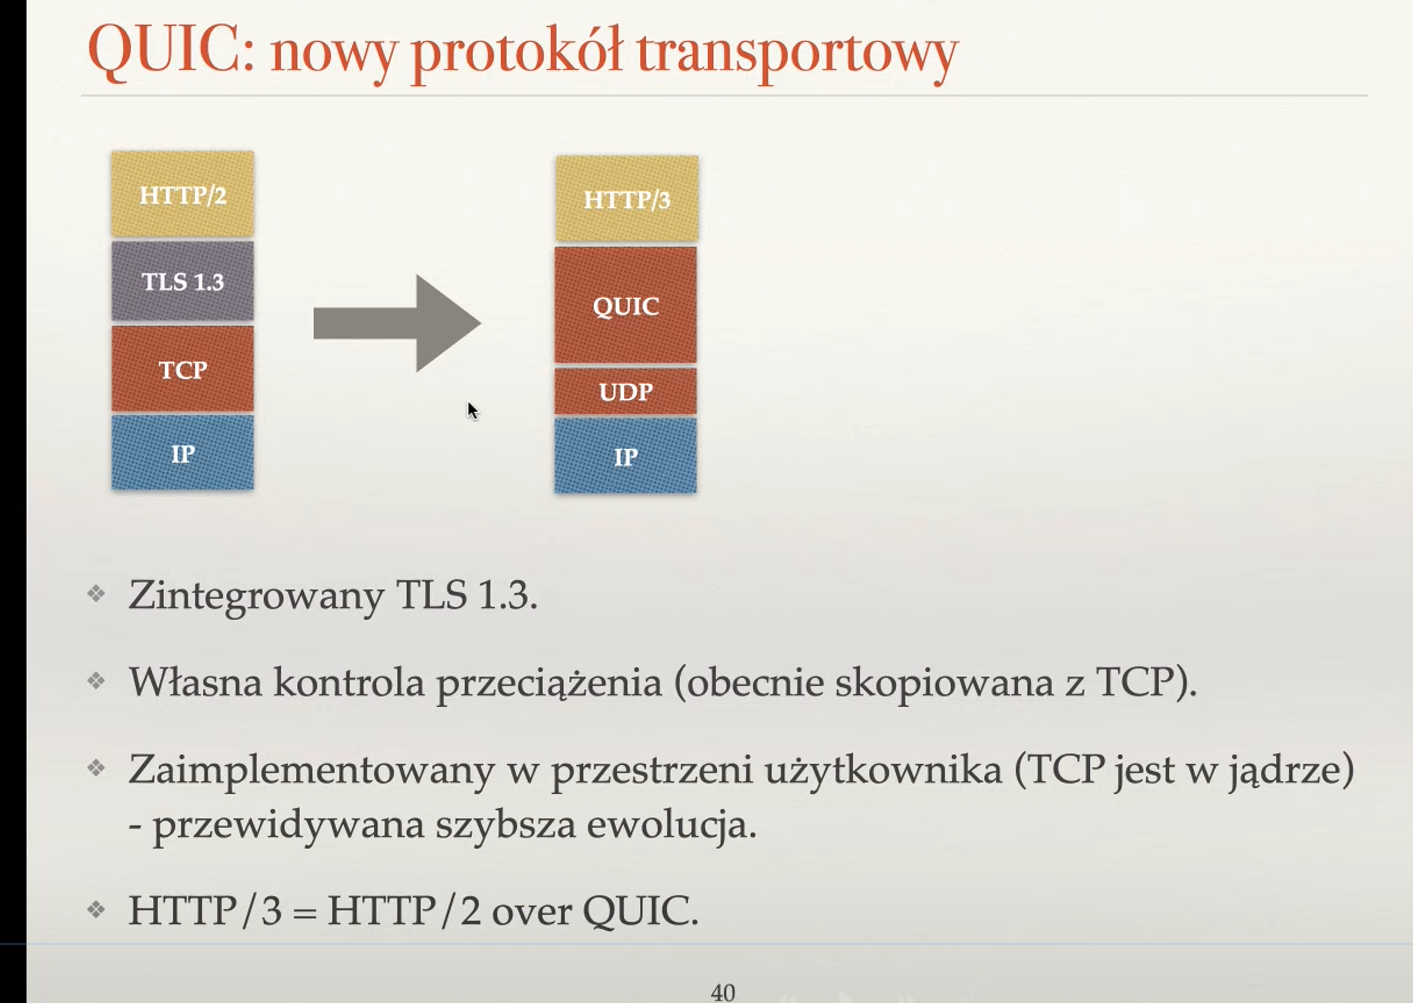 QUIC: nowy protokół transportowy
HTTP/2
TLS 1.3
TCP
IP
HTTP/3
QUIC
UDP
IP
❖ Zintegrowany TLS 1.3.
❖ Własna kontrola przeciążenia (obecnie skopiowana z TCP).
❖ Zaimplementowany w przestrzeni użytkownika (TCP jest w jądrze)
- przewidywana szybsza ewolucja.
❖ HTTP/3 = HTTP/2 over QUIC.
40